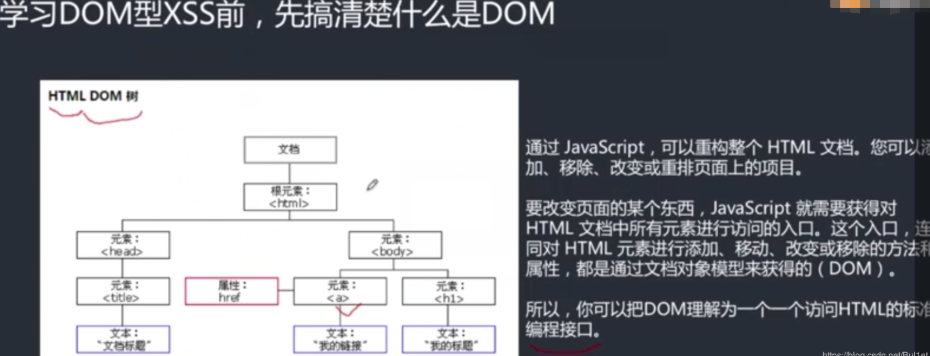 学习DOM型XSS前，先搞清楚什么是DOM
HTML DOM 树
文档
根元素：
<html>
元素：
<head>
元素：
<body>
元素：
<title>
属性：
href
元素：
<a>
元素：
<h1>
文本：
"文档标题"
文本：
"我的链接"
文本：
"我的标题"
通过 JavaScript，可以重构整个 HTML 文档。您可以添
加、移除、改变或重排页面上的项目。
要改变页面的某个东西，JavaScript 就需要获得对
HTML 文档中所有元素进行访问的入口。这个入口，连
同对 HTML 元素进行添加、移动、改变或移除的方法和
属性，都是通过文档对象模型来获得的（DOM）。
所以，你可以把DOM理解为一个一个访问HTML的标准
编程接口。